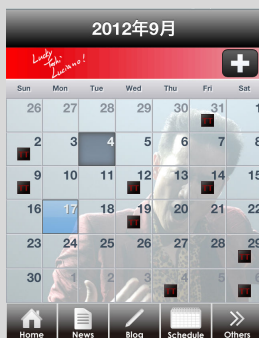 2012年9月
Lucky
Toshi
Luciano!
Sun Mon Tue Wed Thu Fri Sat
26 27 28 29 30 31 1
2 3 4 5 6 7 8
9 10 11 12 13 14 15
16 17 18 19 20 21 22
23 24 25 26 27 28 29
30 1 2 3 4 5 6
Home News Blog Schedule Others